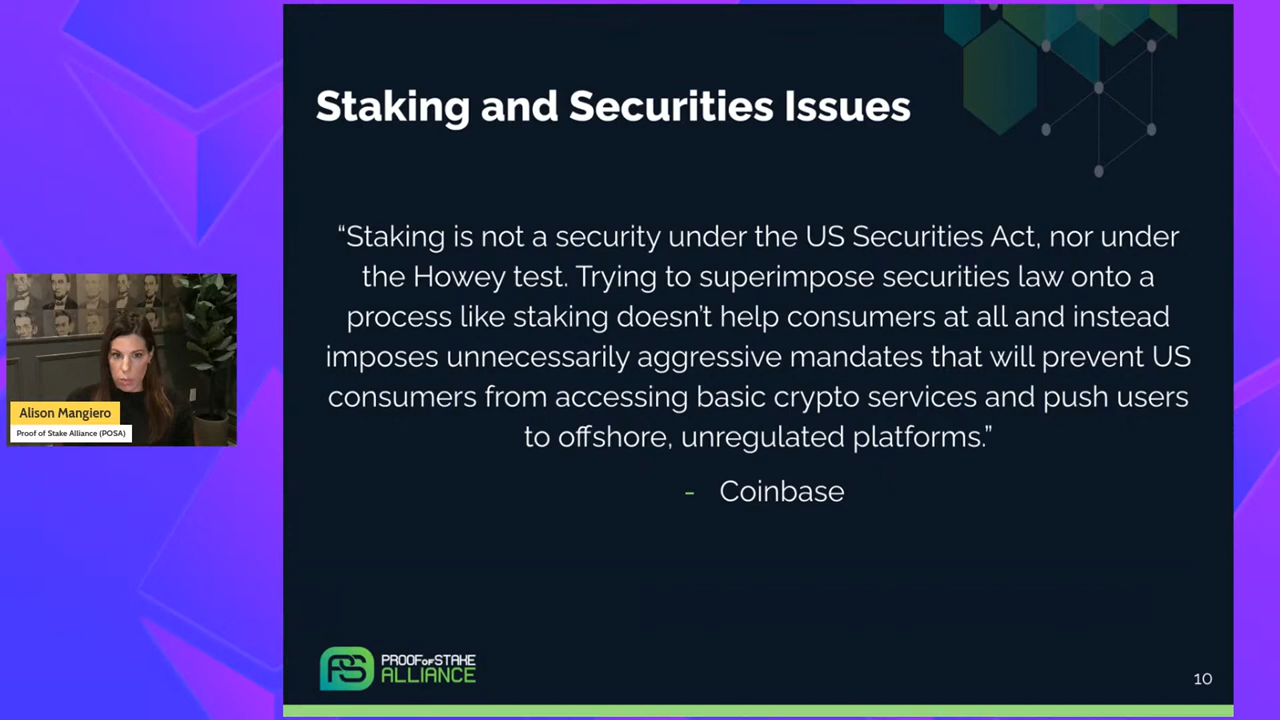 Staking and Securities Issues
“Staking is not a security under the US Securities Act, nor under
the Howey test. Trying to superimpose securities law onto a
process like staking doesn’t help consumers at all and instead
imposes unnecessarily aggressive mandates that will prevent US
consumers from accessing basic crypto services and push users
to offshore, unregulated platforms.”
- Coinbase
Alison Mangiero
Proof of Stake Alliance (POSA)
PS PROOF OF STAKE
ALLIANCE
10